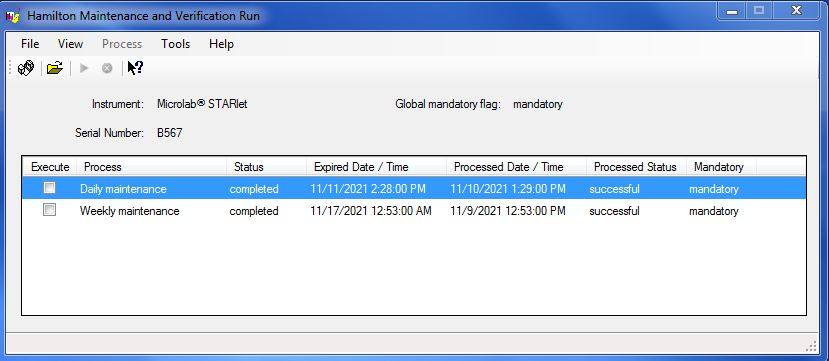 Hamilton Maintenance and Verification Run
File View Process Tools Help
Instrument: Microlab® STARlet Global mandatory flag: mandatory
Serial Number: B567
Execute Process Status Expired Date / Time Processed Date / Time Processed Status Mandatory
Daily maintenance completed 11/11/2021 2:28:00 PM 11/10/2021 1:29:00 PM successful mandatory
Weekly maintenance completed 11/17/2021 12:53:00 AM 11/9/2021 12:53:00 PM successful mandatory